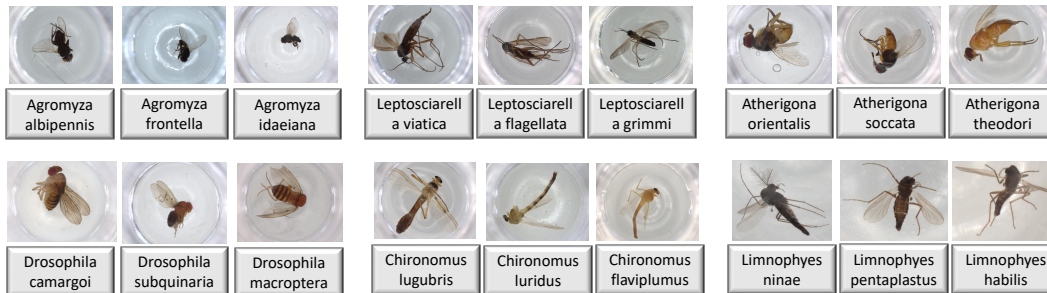 Agromyza
albipennis
Agromyza
frontella
Agromyza
idaeiana
Leptosciarell
a viatica
Leptosciarell
a flagellata
Leptosciarell
a grimmi
Atherigona
orientalis
Atherigona
soccata
Atherigona
theodori
Drosophila
camargoi
Drosophila
subquinaria
Drosophila
macroptera
Chironomus
lugubris
Chironomus
luridus
Chironomus
flaviplumus
Limnophyes
ninae
Limnophyes
pentaplastus
Limnophyes
habilis